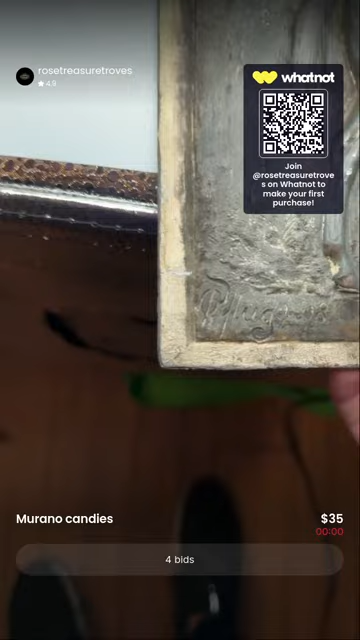 rosetreasuretroves
4.9
whatnot
Join
@rosetreasuretrove
s on Whatnot to
make your first
purchase!
Murano candies
$35
00:00
4 bids